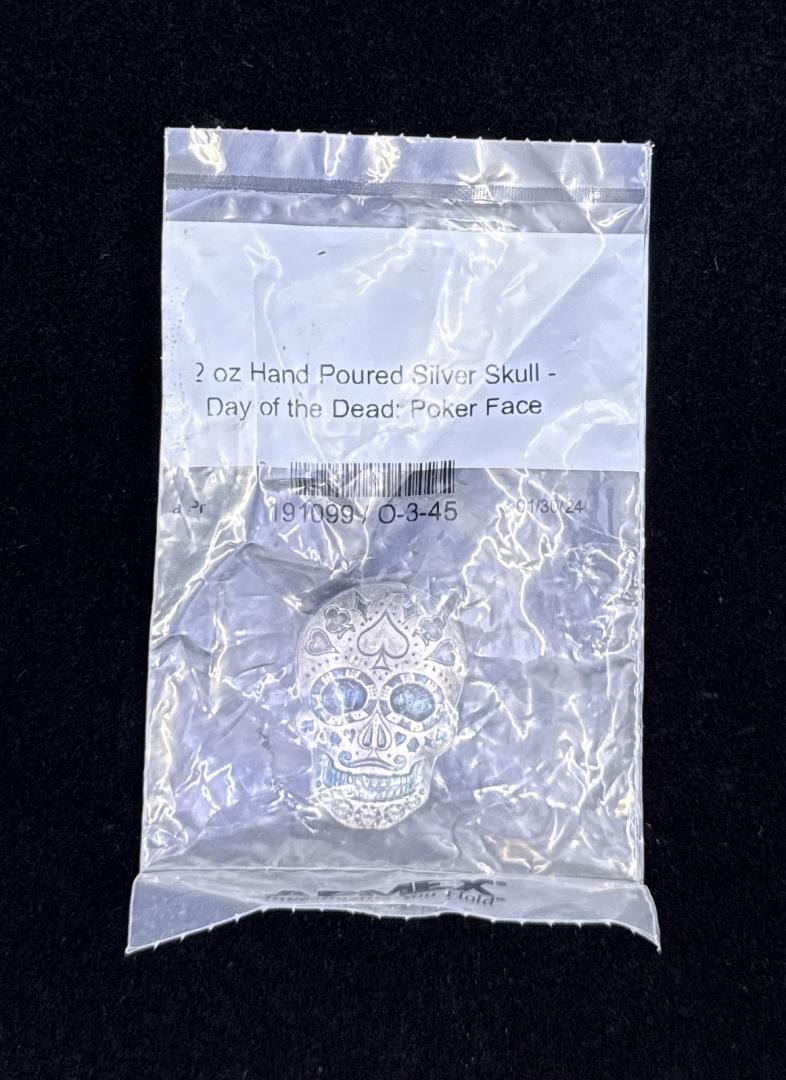 2 oz Hand Poured Silver Skull -
Day of the Dead: Poker Face
191099 / O-3-45
01/30/24
APMEX